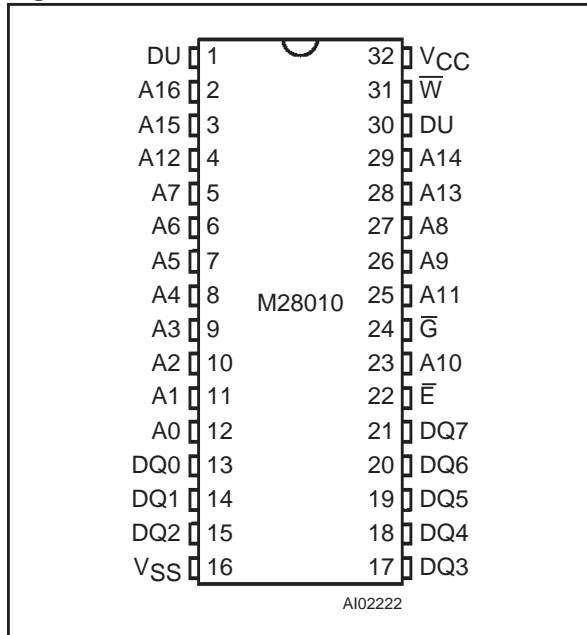 DU 1 32 VCC
A16 2 31 W̅
A15 3 30 DU
A12 4 29 A14
A7 5 28 A13
A6 6 27 A8
A5 7 26 A9
A4 8 25 A11
M28010
A3 9 24 G̅
A2 10 23 A10
A1 11 22 E̅
A0 12 21 DQ7
DQ0 13 20 DQ6
DQ1 14 19 DQ5
DQ2 15 18 DQ4
VSS 16 17 DQ3
AI02222